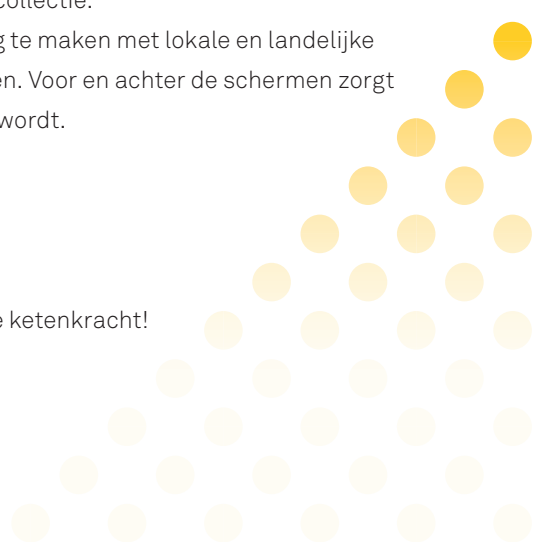 collectie.
g te maken met lokale en landelijke
en. Voor en achter de schermen zorgt
wordt.
e ketenkracht!